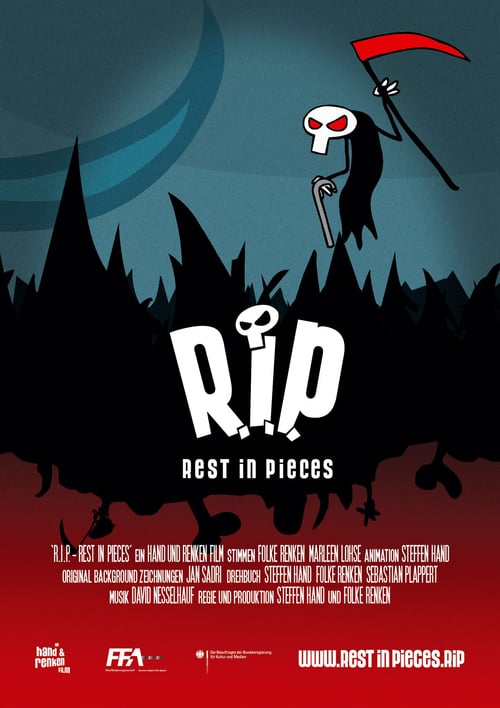 R.I.P.
REST IN PIECES
"R.I.P. - REST IN PIECES" EIN HAND UND RENKEN FILM STIMMEN FOLKE RENKEN MARLEEN LOHSE ANIMATION STEFFEN HAND
ORIGINAL BACKGROUND ZEICHNUNGEN JAN SADRI DREHBUCH STEFFEN HAND FOLKE RENKEN SEBASTIAN PLAPPERT
MUSIK DAVID NESSELHAUF REGIE UND PRODUKTION STEFFEN HAND UND FOLKE RENKEN
hand &
renken
FILM
FFA
Der Beauftragte der Bundesregierung
für Kultur und Medien
WWW.REST IN PIECES.RIP